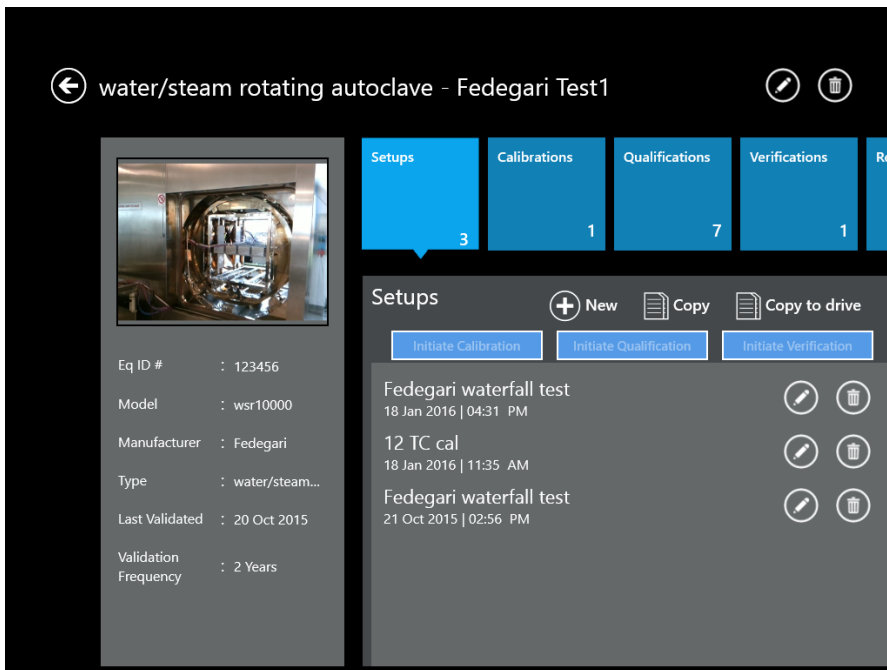 water/steam rotating autoclave - Fedegari Test1
Setups
3
Calibrations
1
Qualifications
7
Verifications
1
Eq ID # : 123456
Model : wsr10000
Manufacturer : Fedegari
Type : water/steam...
Last Validated : 20 Oct 2015
Validation
Frequency : 2 Years
Setups
New Copy Copy to drive
Initiate Calibration Initiate Qualification Initiate Verification
Fedegari waterfall test
18 Jan 2016 | 04:31 PM
12 TC cal
18 Jan 2016 | 11:35 AM
Fedegari waterfall test
21 Oct 2015 | 02:56 PM